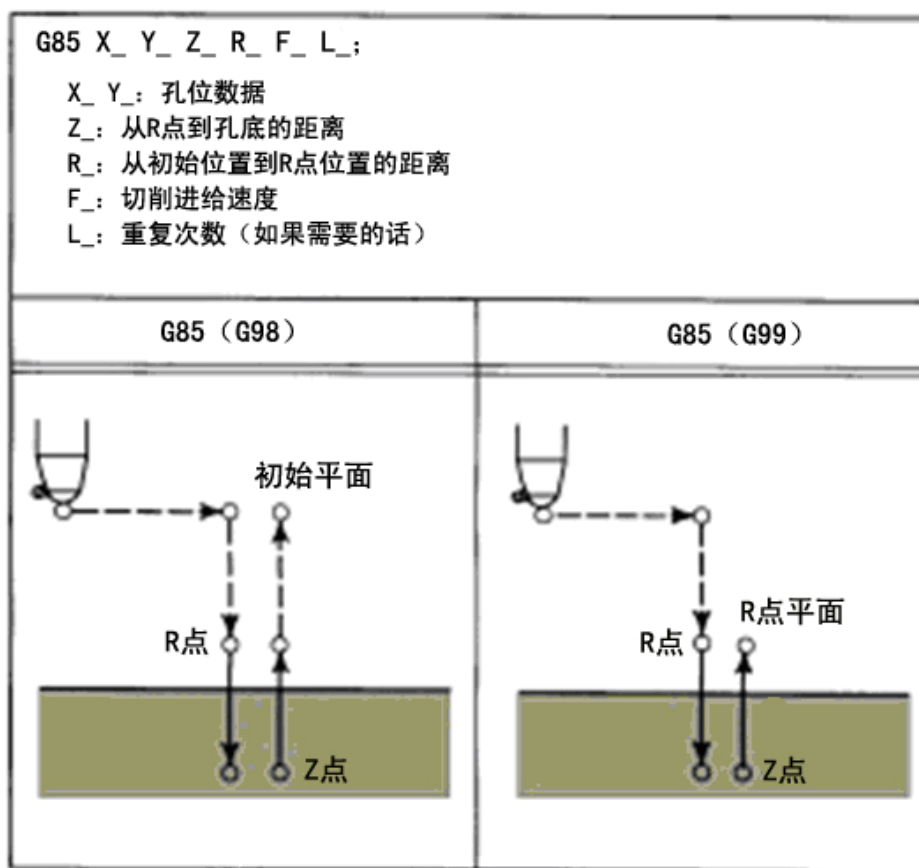 G85 X_ Y_ Z_ R_ F_ L_;
X_ Y_: 孔位数据
Z_: 从R点到孔底的距离
R_: 从初始位置到R点位置的距离
F_: 切削进给速度
L_: 重复次数（如果需要的话）
G85（G98）
G85（G99）
初始平面
R点
Z点
R点平面
R点
Z点